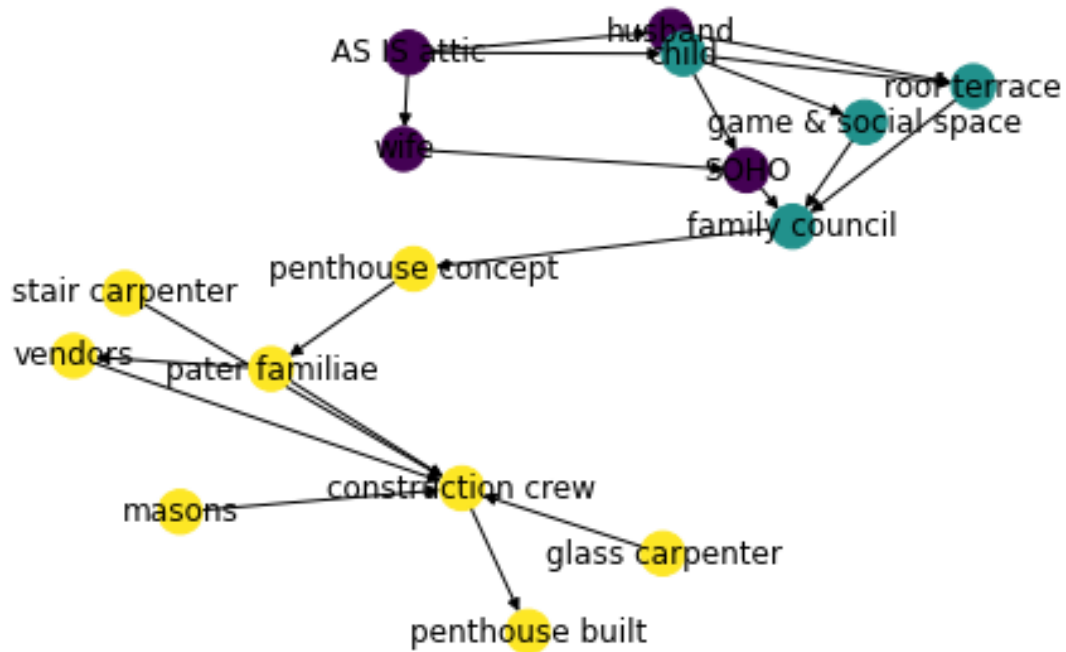 husband
AS IS attic
child
roof terrace
game & social space
wife
SOHO
family council
penthouse concept
stair carpenter
vendors
pater familiae
construction crew
masons
glass carpenter
penthouse built